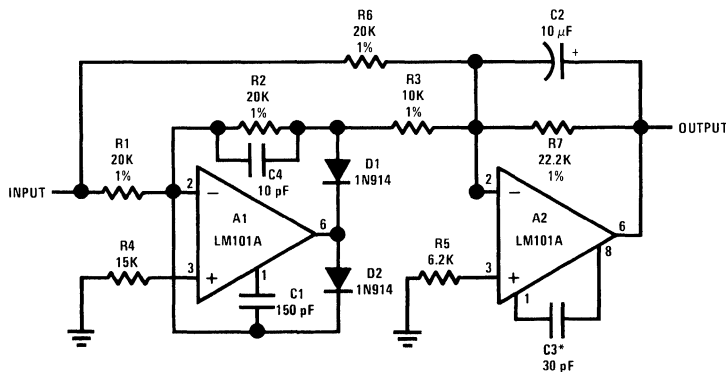 R6
20K
1%
C2
10 μF
+
R2
20K
1%
R3
10K
1%
R1
20K
1%
C4
10 pF
D1
1N914
R7
22.2K
1%
OUTPUT
INPUT
2
−
A1
LM101A
6
2
−
A2
LM101A
6
8
R4
15K
3
+
1
D2
1N914
R5
6.2K
3
+
1
C1
150 pF
C3*
30 pF